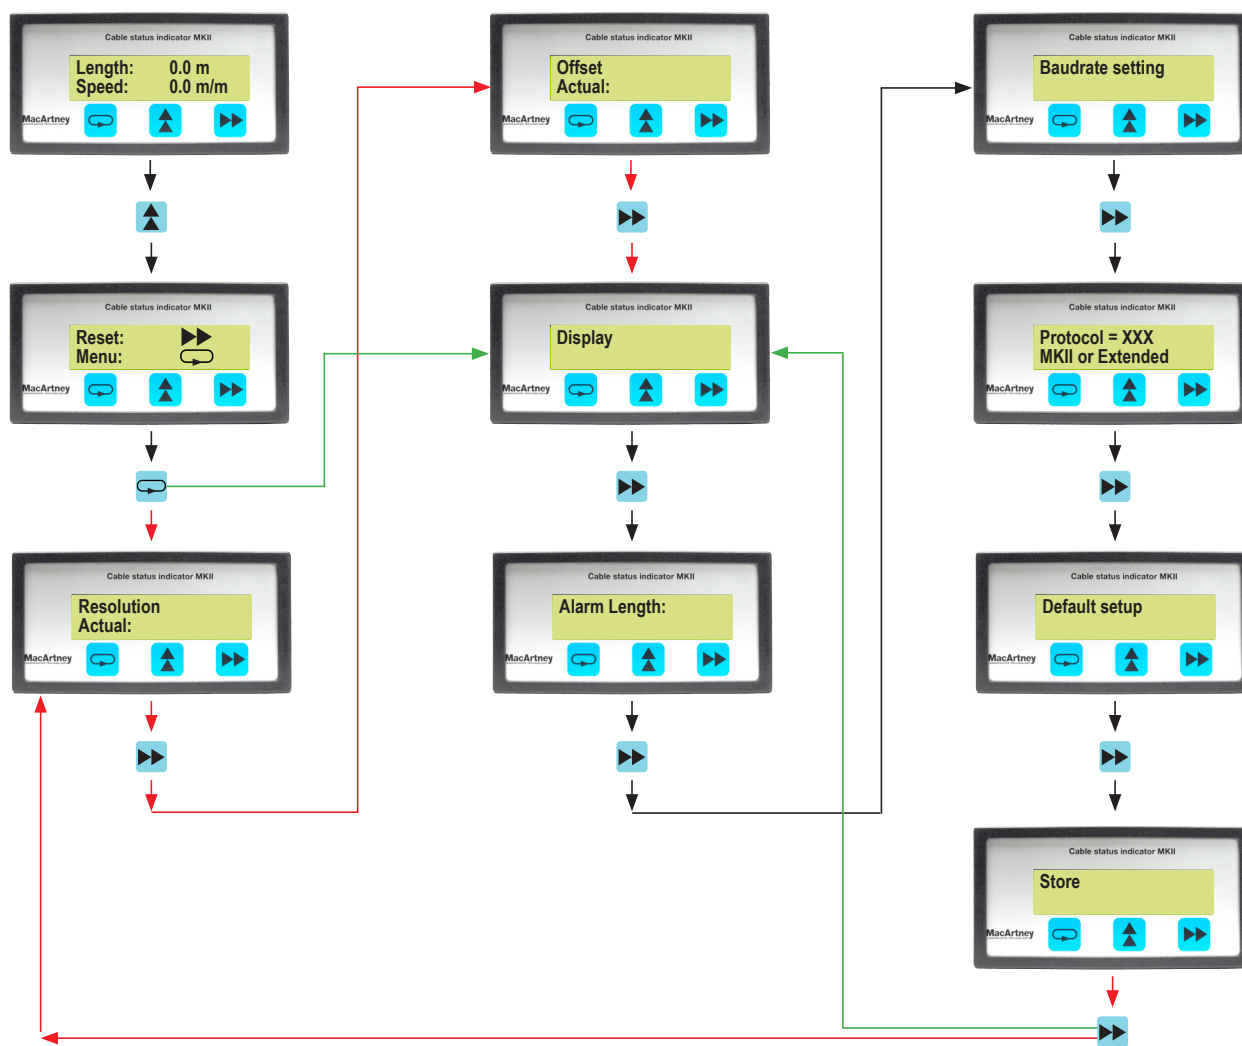 Cable status indicator MKII
Length: 0.0 m
Speed: 0.0 m/m
MacArtney
Cable status indicator MKII
Reset:
Menu:
MacArtney
Cable status indicator MKII
Resolution
Actual:
MacArtney
Cable status indicator MKII
Offset
Actual:
MacArtney
Cable status indicator MKII
Display
MacArtney
Cable status indicator MKII
Alarm Length:
MacArtney
Cable status indicator MKII
Baudrate setting
MacArtney
Cable status indicator MKII
Protocol = XXX
MKII or Extended
MacArtney
Cable status indicator MKII
Default setup
MacArtney
Cable status indicator MKII
Store
MacArtney